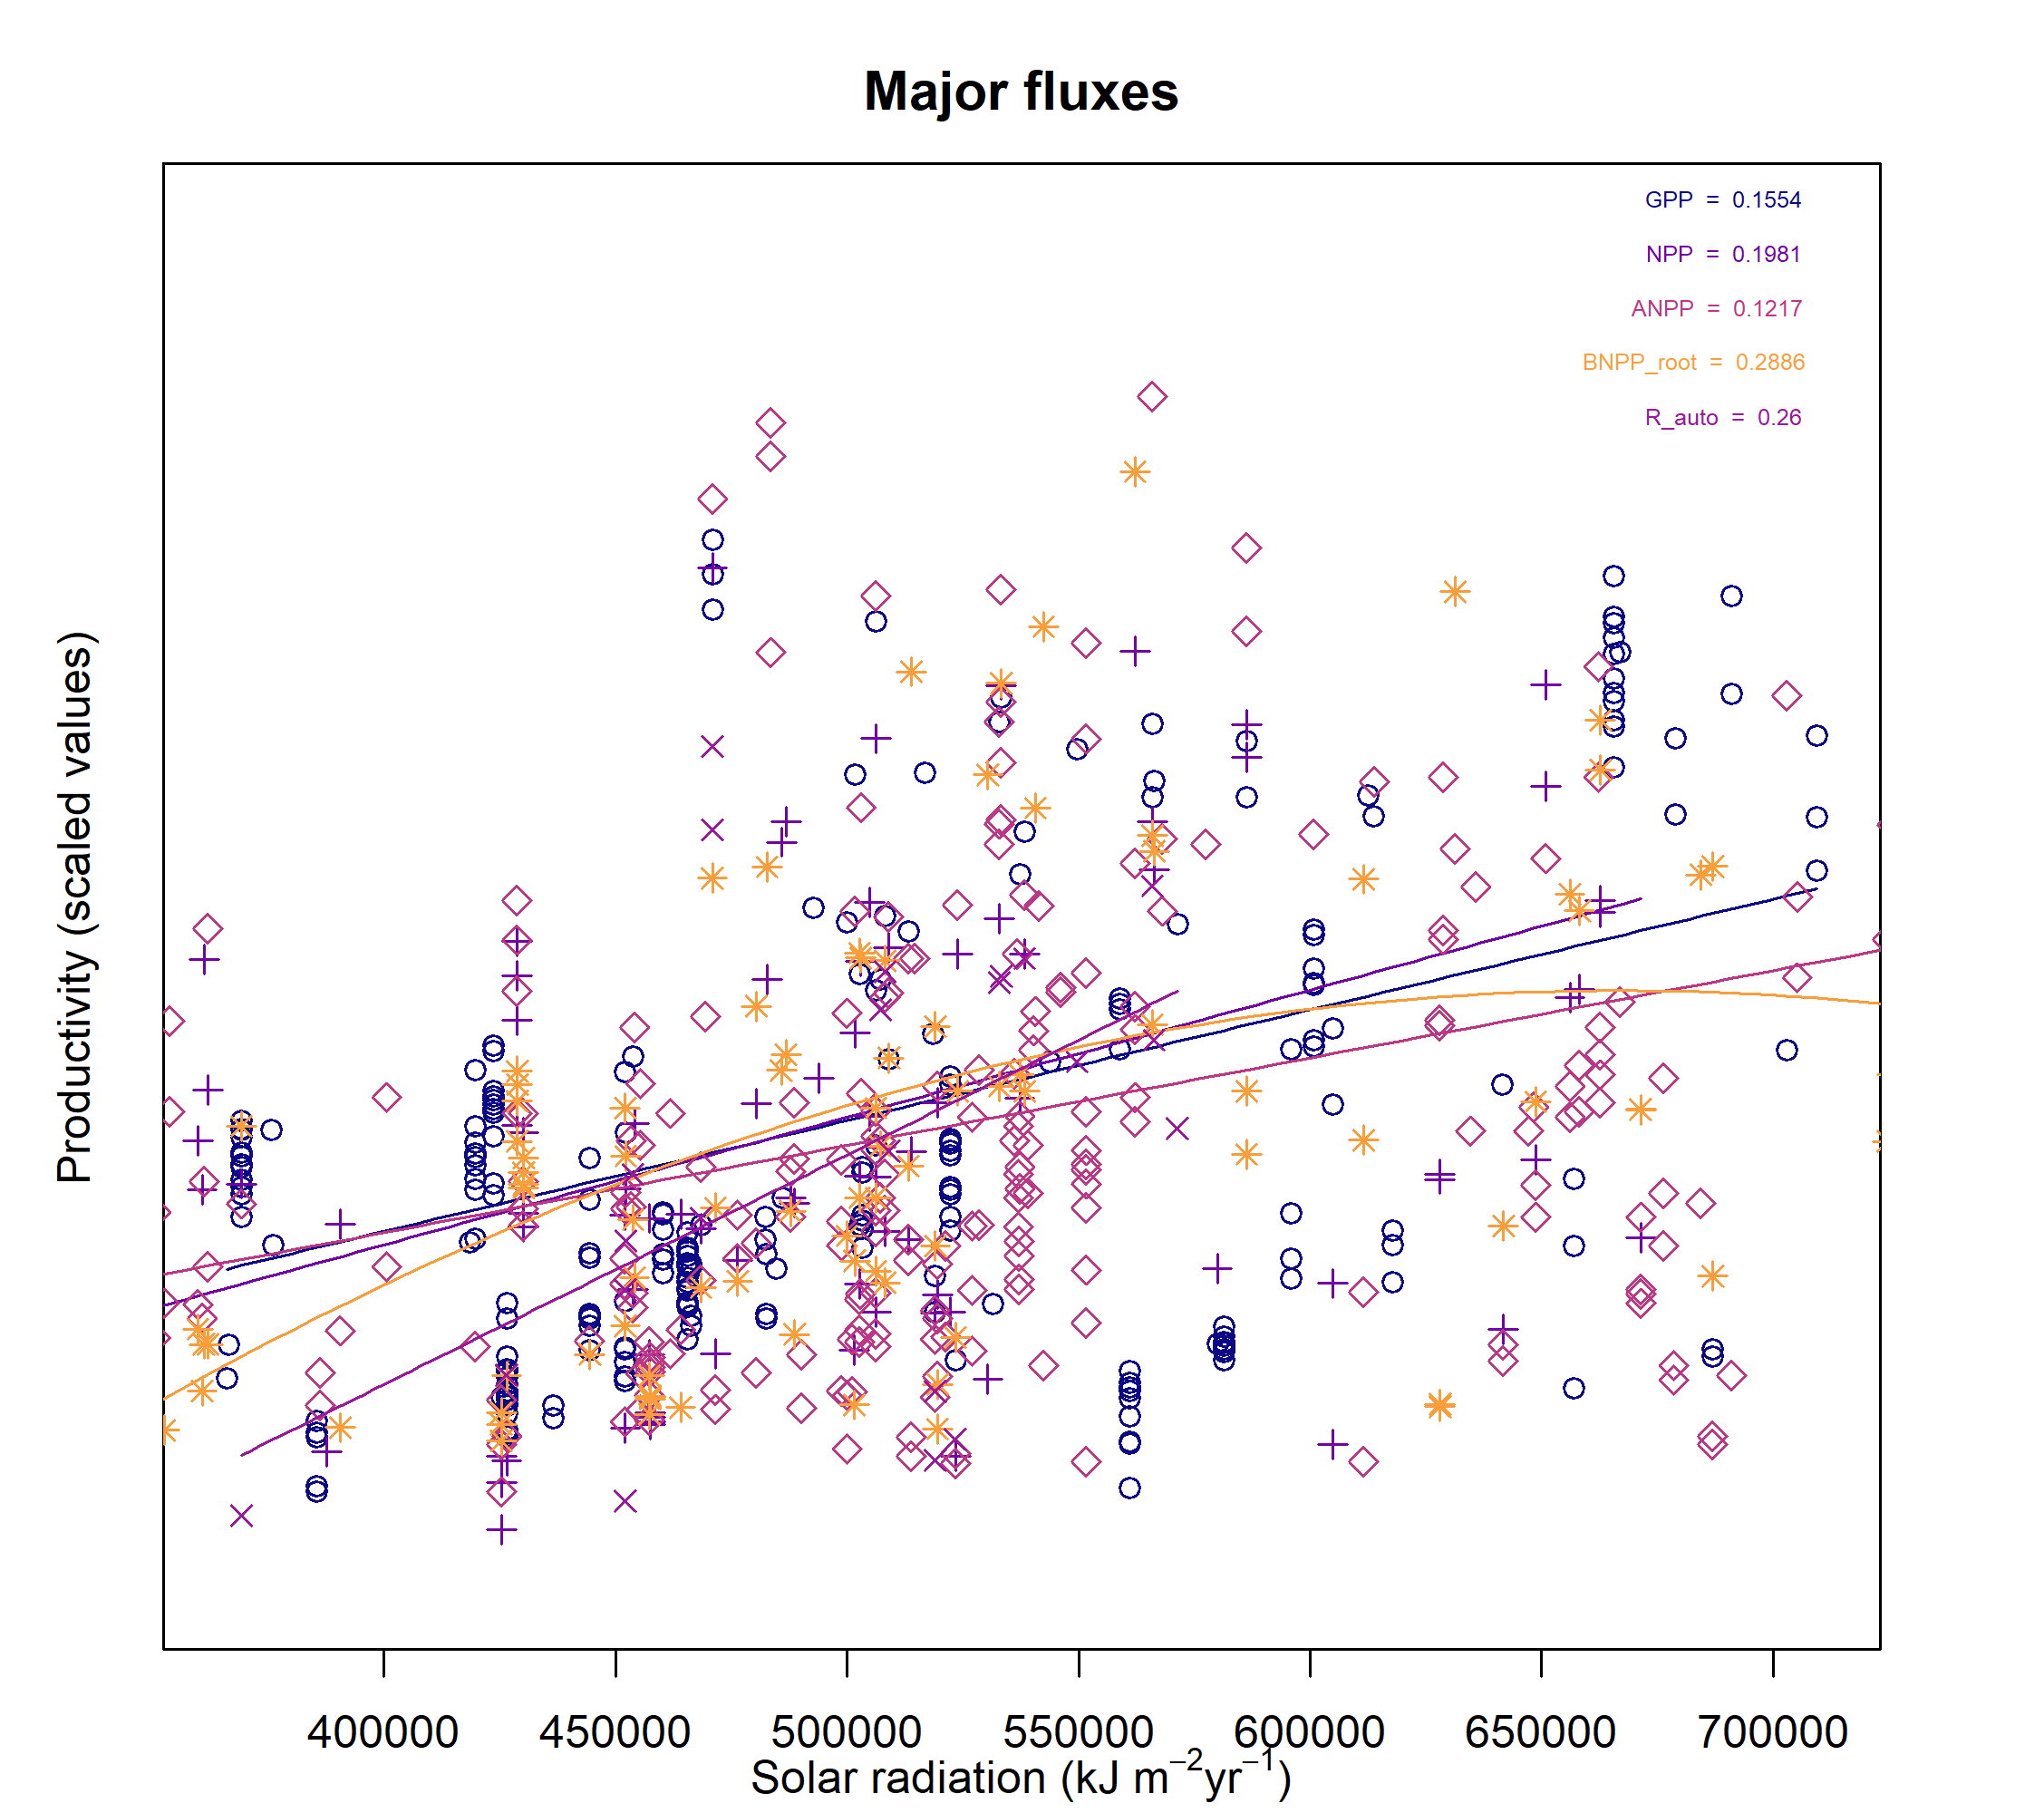 Major fluxes
GPP = 0.1554
NPP = 0.1981
ANPP = 0.1217
BNPP_root = 0.2886
R_auto = 0.26
Productivity (scaled values)
400000 450000 500000 550000 600000 650000 700000
Solar radiation (kJ m⁻²yr⁻¹)